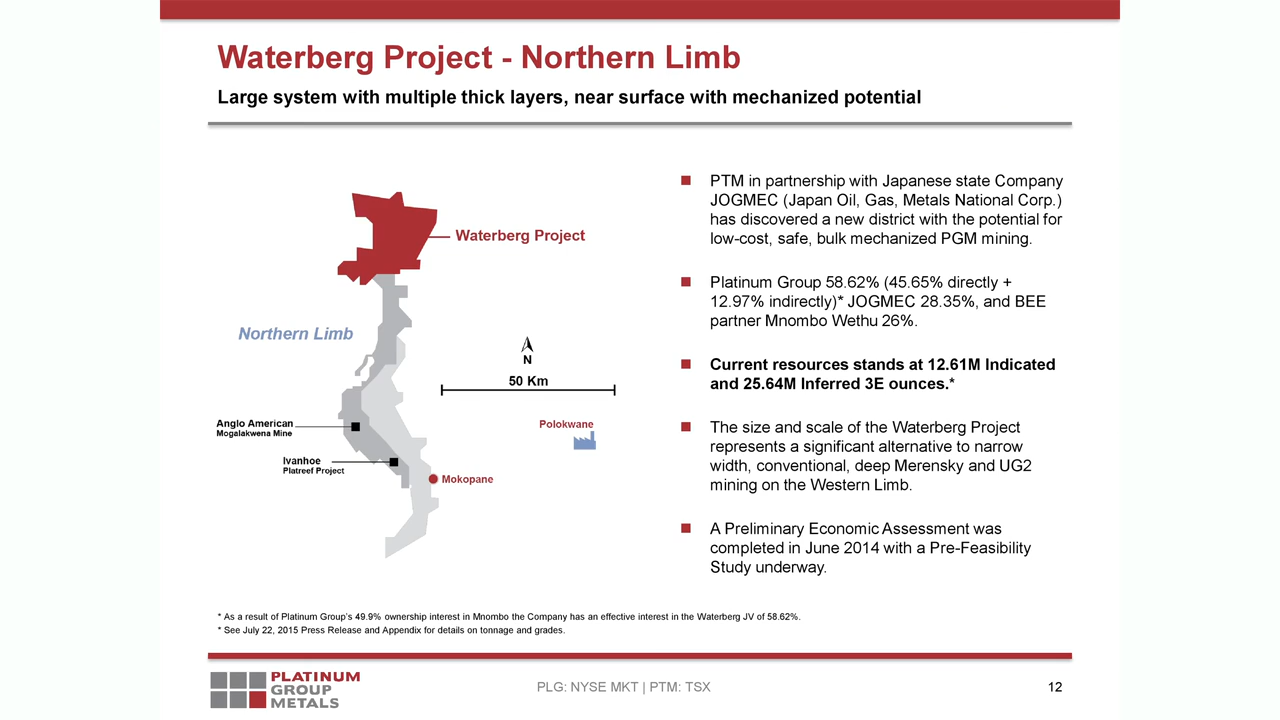 Waterberg Project - Northern Limb
Large system with multiple thick layers, near surface with mechanized potential
Waterberg Project
Northern Limb
N
50 Km
Anglo American
Mogalakwena Mine
Polokwane
Ivanhoe
Platreef Project
Mokopane
PTM in partnership with Japanese state Company
JOGMEC (Japan Oil, Gas, Metals National Corp.)
has discovered a new district with the potential for
low-cost, safe, bulk mechanized PGM mining.
Platinum Group 58.62% (45.65% directly +
12.97% indirectly)* JOGMEC 28.35%, and BEE
partner Mnombo Wethu 26%.
Current resources stands at 12.61M Indicated
and 25.64M Inferred 3E ounces.*
The size and scale of the Waterberg Project
represents a significant alternative to narrow
width, conventional, deep Merensky and UG2
mining on the Western Limb.
A Preliminary Economic Assessment was
completed in June 2014 with a Pre-Feasibility
Study underway.
* As a result of Platinum Group's 49.9% ownership interest in Mnombo the Company has an effective interest in the Waterberg JV of 58.62%.
* See July 22, 2015 Press Release and Appendix for details on tonnage and grades.
PLATINUM
GROUP
METALS
PLG: NYSE MKT | PTM: TSX
12